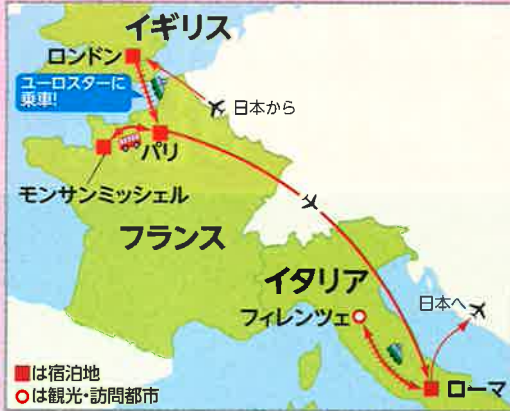 イギリス
ロンドン
ユーロスターに
乗車!
日本から
パリ
モンサンミッシェル
フランス
イタリア
フィレンツェ
日本へ
ローマ
■は宿泊地
○は観光・訪問都市